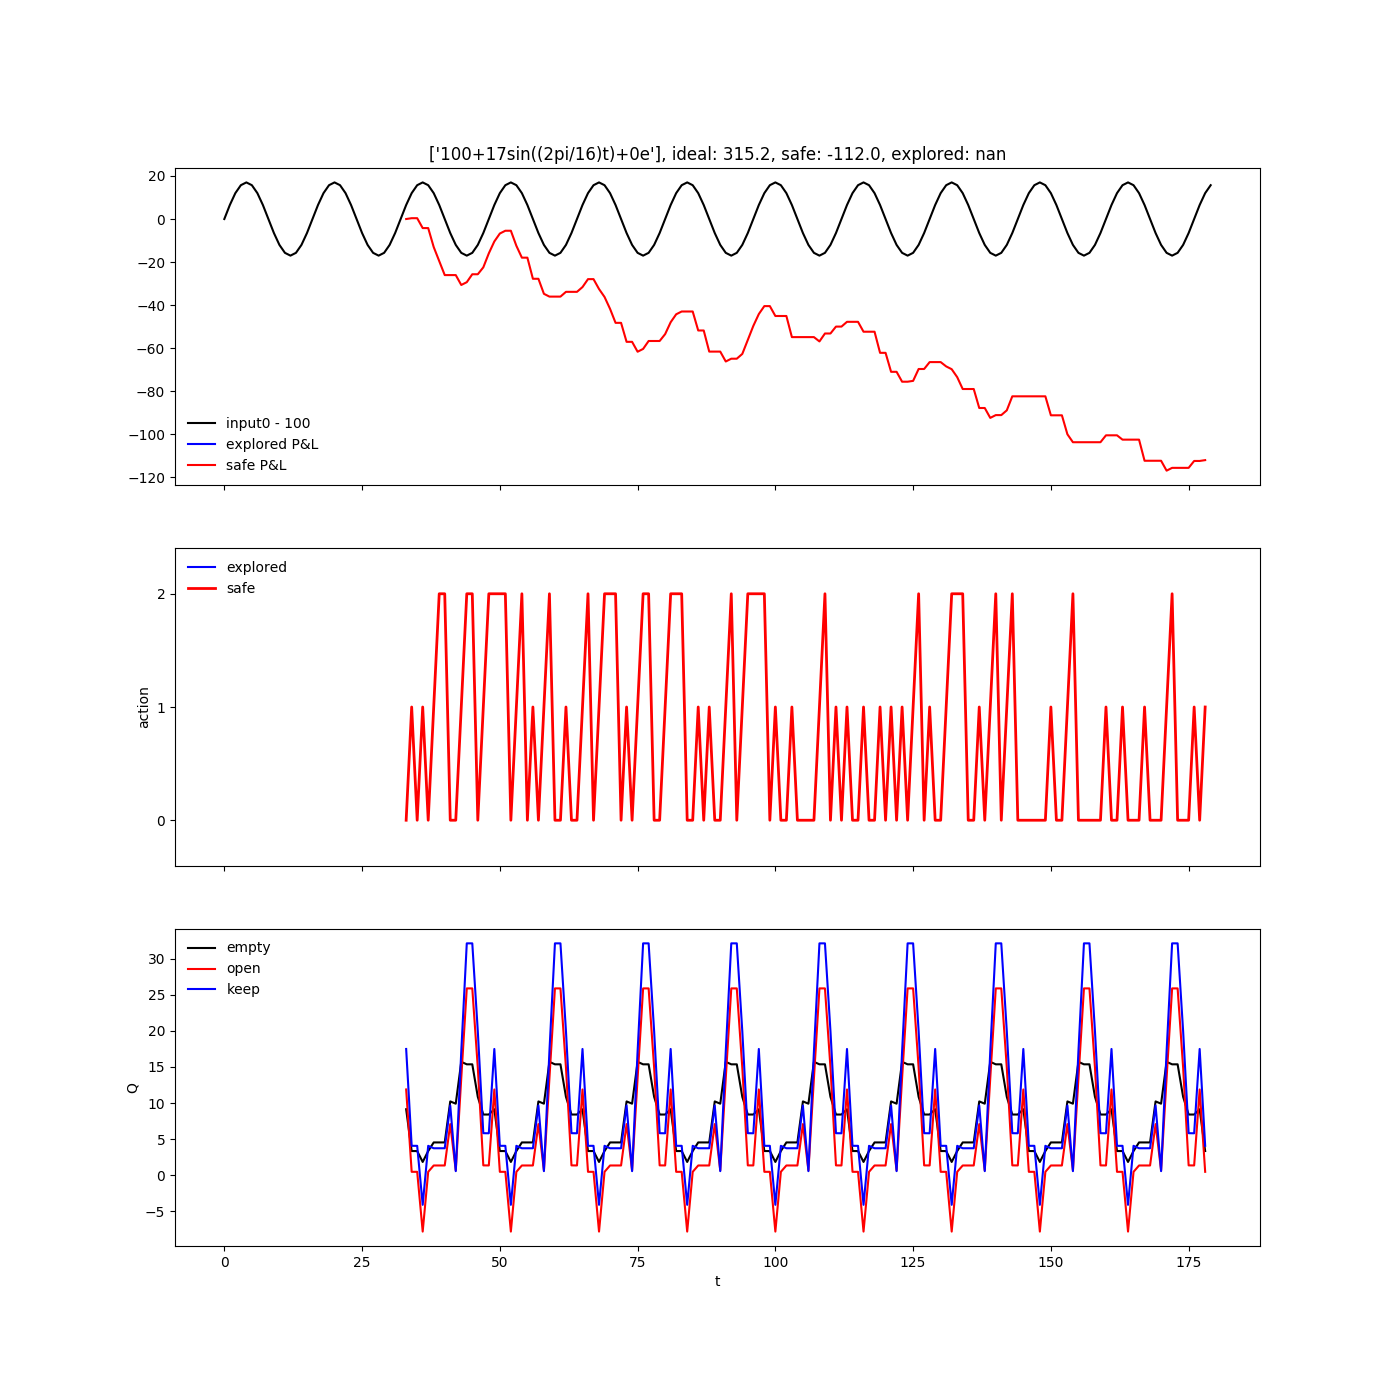 ['100+17sin((2pi/16)t)+0e'], ideal: 315.2, safe: -112.0, explored: nan
20
0
−20
−40
−60
−80
−100
−120
input0 - 100
explored P&L
safe P&L
explored
safe
2
1
0
action
empty
open
keep
30
25
20
15
10
5
0
−5
Q
0 25 50 75 100 125 150 175
t